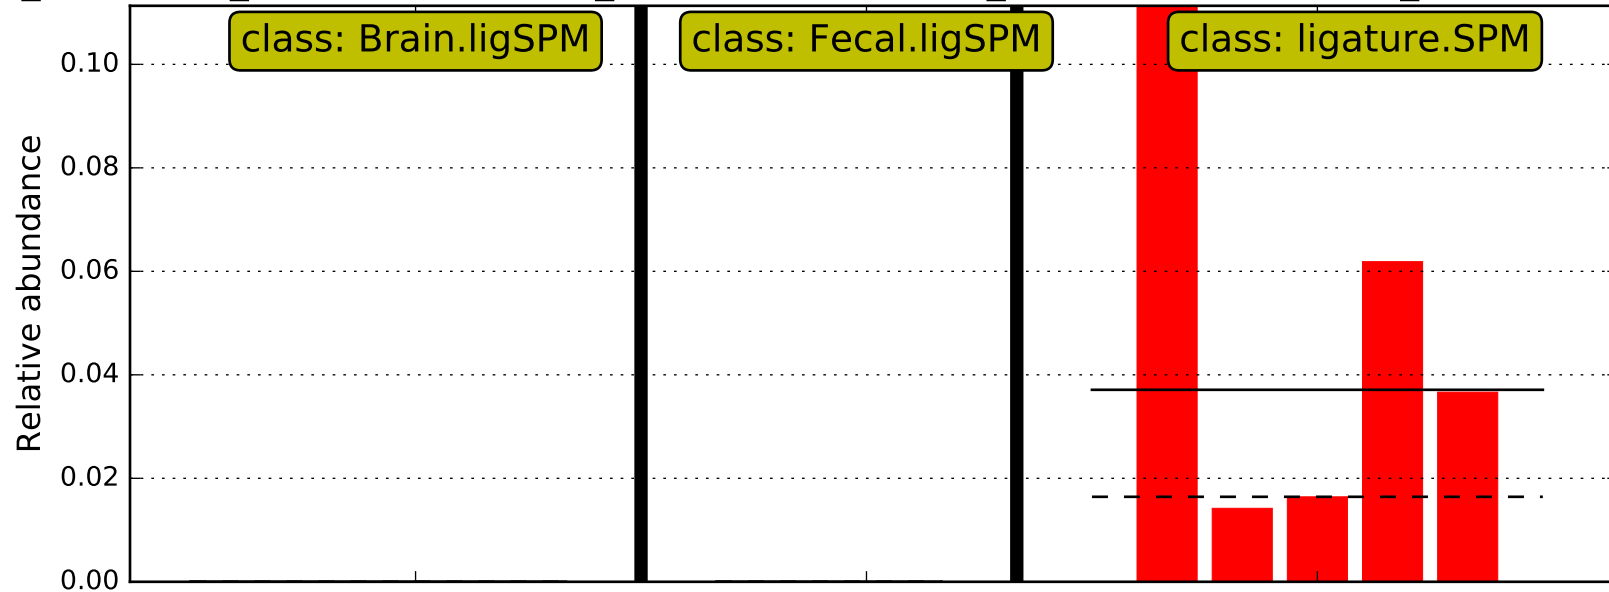 class: Brain.ligSPM
class: Fecal.ligSPM
class: ligature.SPM
Relative abundance
0.10
0.08
0.06
0.04
0.02
0.00